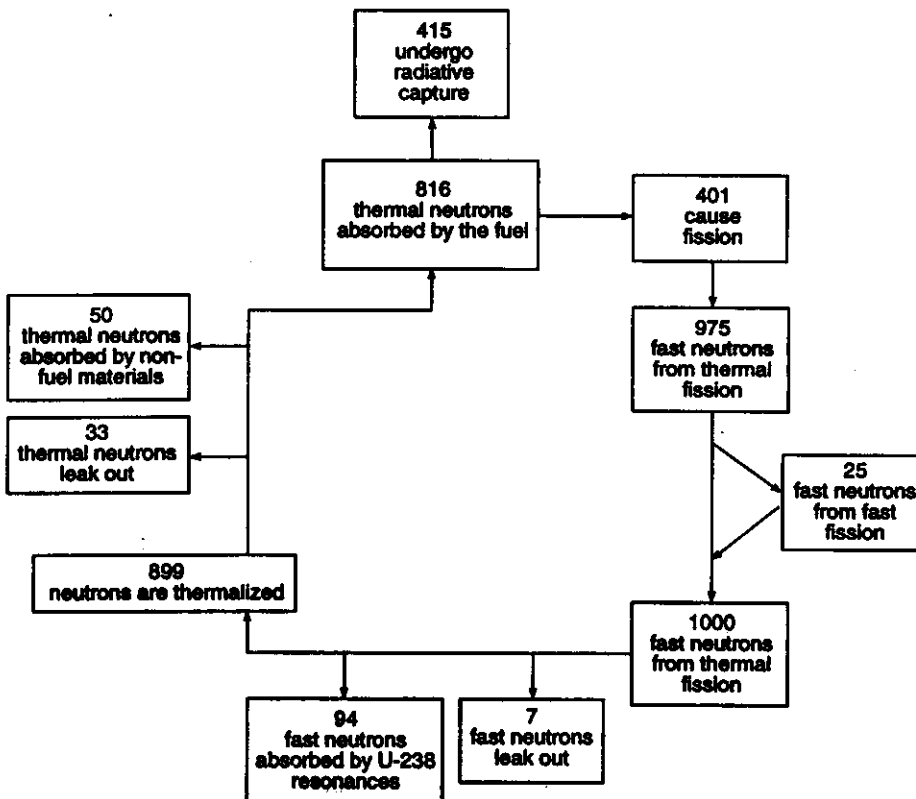 415
undergo
radiative
capture
816
thermal neutrons
absorbed by the fuel
401
cause
fission
50
thermal neutrons
absorbed by non-
fuel materials
975
fast neutrons
from thermal
fission
33
thermal neutrons
leak out
25
fast neutrons
from fast
fission
899
neutrons are thermalized
1000
fast neutrons
from thermal
fission
94
fast neutrons
absorbed by U-238
resonances
7
fast neutrons
leak out